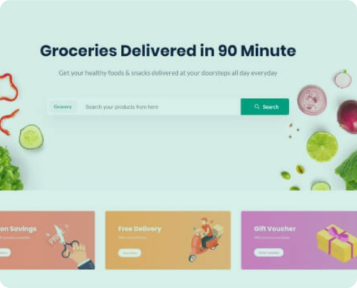 Groceries Delivered in 90 Minute
Get your healthy foods & snacks delivered at your doorsteps all day everyday
Grocery
Search your products from here
Search
en Savings
Free Delivery
Gift Voucher